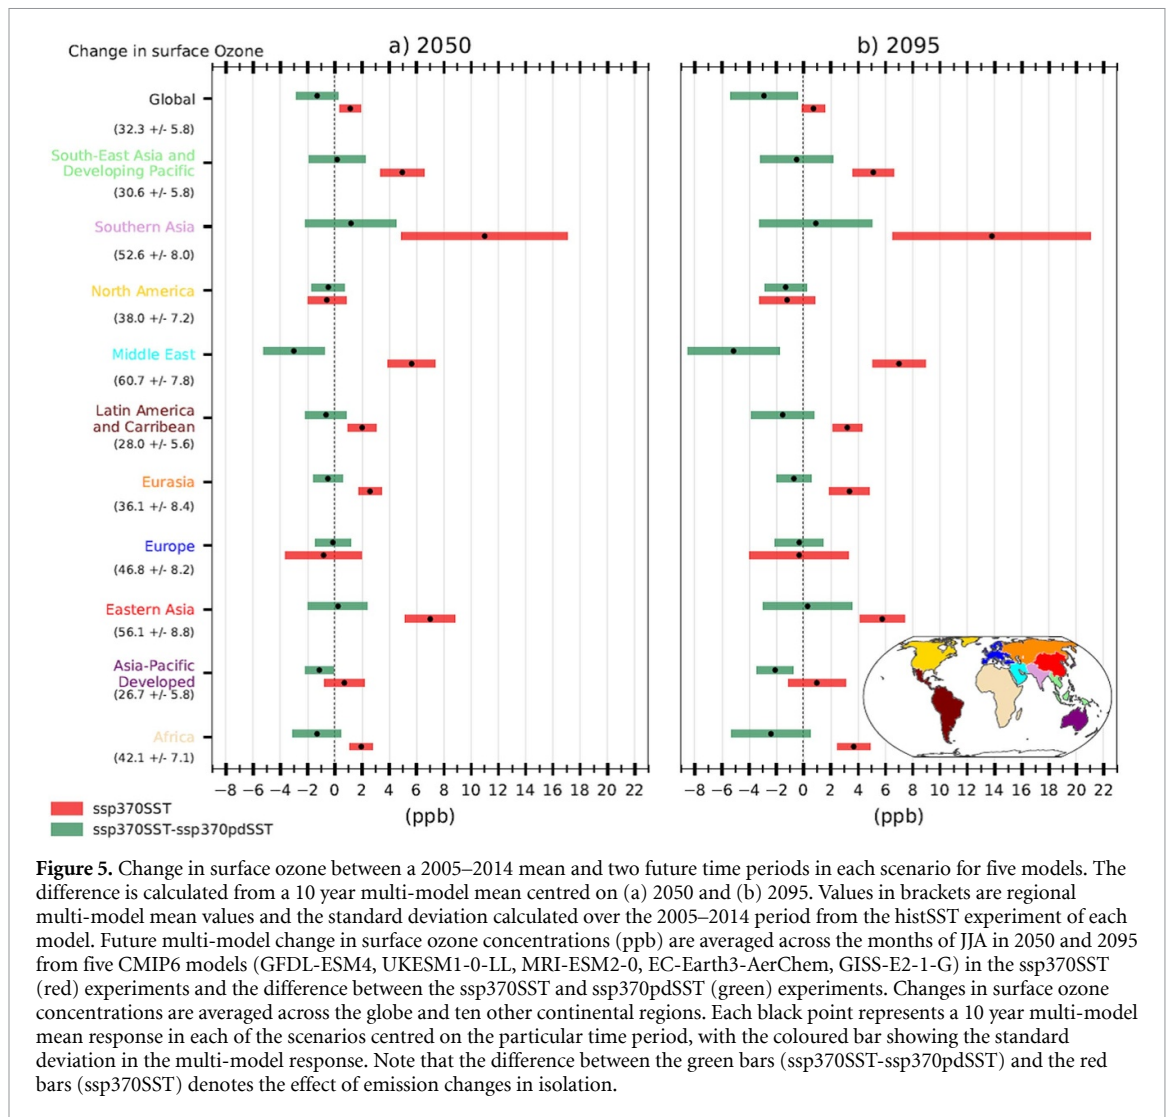 Change in surface Ozone
a) 2050
b) 2095
Global
(32.3 +/- 5.8)
South-East Asia and
Developing Pacific
(30.6 +/- 5.8)
Southern Asia
(52.6 +/- 8.0)
North America
(38.0 +/- 7.2)
Middle East
(60.7 +/- 7.8)
Latin America
and Carribean
(28.0 +/- 5.6)
Eurasia
(36.1 +/- 8.4)
Europe
(46.8 +/- 8.2)
Eastern Asia
(56.1 +/- 8.8)
Asia-Pacific
Developed
(26.7 +/- 5.8)
Africa
(42.1 +/- 7.1)
−8 −6 −4 −2 0 2 4 6 8 10 12 14 16 18 20 22
(ppb)
−8 −6 −4 −2 0 2 4 6 8 10 12 14 16 18 20 22
(ppb)
ssp370SST
ssp370SST-ssp370pdSST
Figure 5. Change in surface ozone between a 2005–2014 mean and two future time periods in each scenario for five models. The
difference is calculated from a 10 year multi-model mean centred on (a) 2050 and (b) 2095. Values in brackets are regional
multi-model mean values and the standard deviation calculated over the 2005–2014 period from the histSST experiment of each
model. Future multi-model change in surface ozone concentrations (ppb) are averaged across the months of JJA in 2050 and 2095
from five CMIP6 models (GFDL-ESM4, UKESM1-0-LL, MRI-ESM2-0, EC-Earth3-AerChem, GISS-E2-1-G) in the ssp370SST
(red) experiments and the difference between the ssp370SST and ssp370pdSST (green) experiments. Changes in surface ozone
concentrations are averaged across the globe and ten other continental regions. Each black point represents a 10 year multi-model
mean response in each of the scenarios centred on the particular time period, with the coloured bar showing the standard
deviation in the multi-model response. Note that the difference between the green bars (ssp370SST-ssp370pdSST) and the red
bars (ssp370SST) denotes the effect of emission changes in isolation.